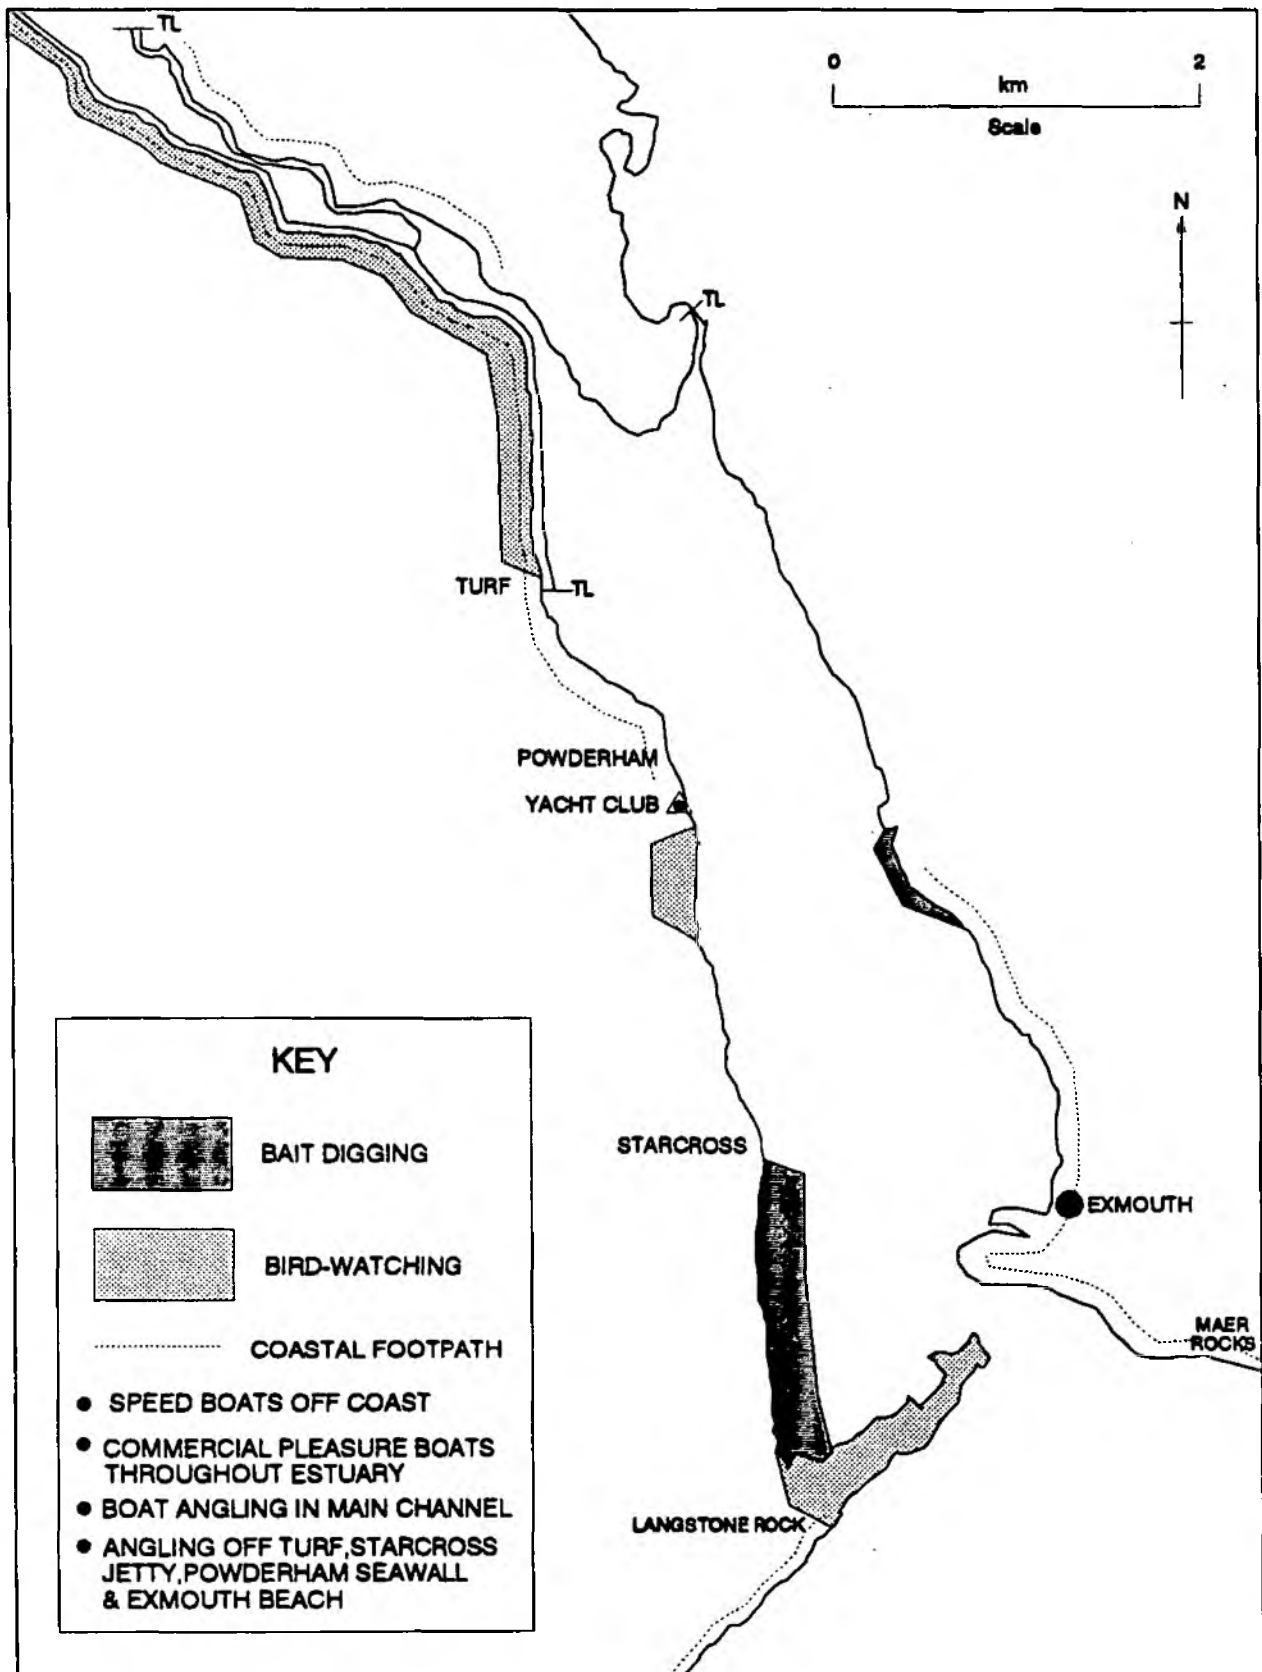 TL
0 2
km
Scale
N
TL
TURF
TL
POWDERHAM
YACHT CLUB
KEY
BAIT DIGGING
BIRD-WATCHING
COASTAL FOOTPATH
● SPEED BOATS OFF COAST
● COMMERCIAL PLEASURE BOATS
THROUGHOUT ESTUARY
● BOAT ANGLING IN MAIN CHANNEL
● ANGLING OFF TURF,STARCROSS
JETTY,POWDERHAM SEAWALL
& EXMOUTH BEACH
STARCROSS
EXMOUTH
MAER
ROCKS
LANGSTONE ROCK